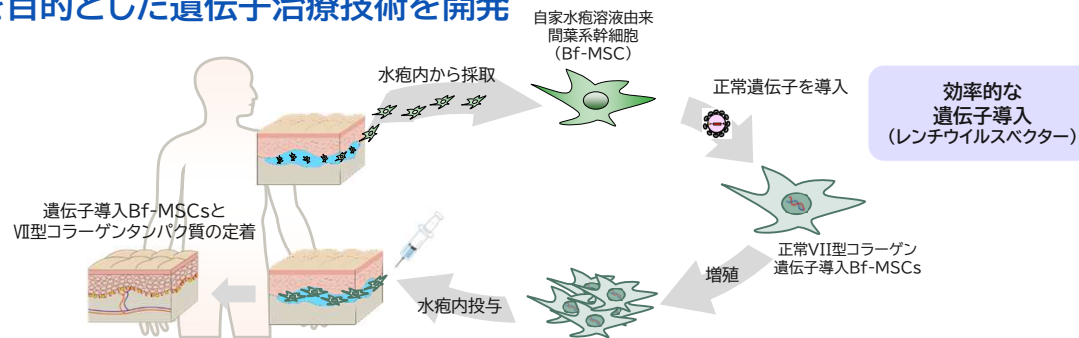 を目的とした遺伝子治療技術を開発
自家水疱溶液由来
間葉系幹細胞
（Bf-MSC）
水疱内から採取
正常遺伝子を導入
効率的な
遺伝子導入
（レンチウイルスベクター）
遺伝子導入Bf-MSCsと
Ⅶ型コラーゲンタンパク質の定着
正常VII型コラーゲン
遺伝子導入Bf-MSCs
増殖
水疱内投与